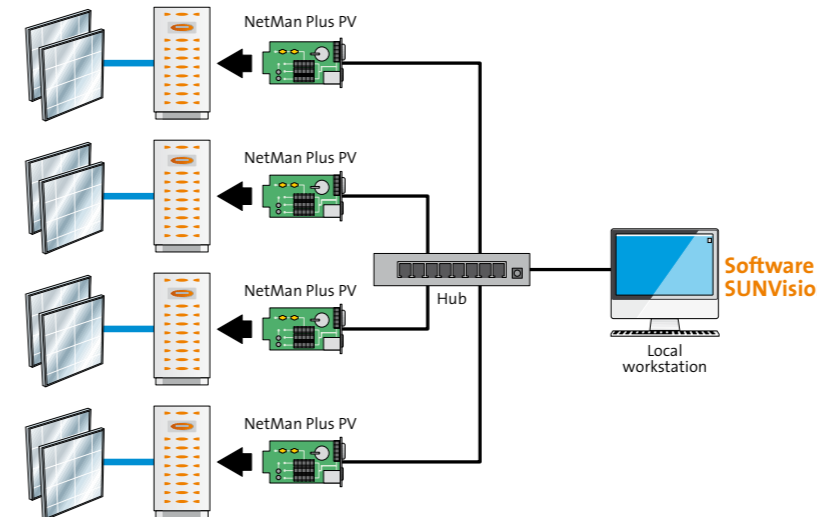 NetMan Plus PV
NetMan Plus PV
NetMan Plus PV
NetMan Plus PV
Hub
Software
SUNVisio
Local
workstation